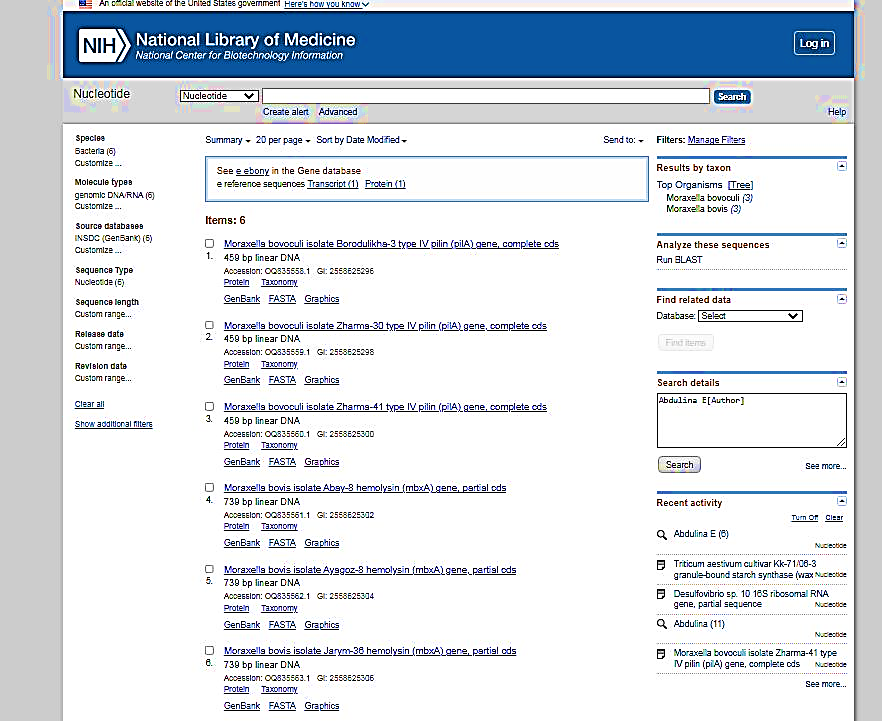 An official website of the United States government Here's how you know
NIH National Library of Medicine
National Center for Biotechnology Information
Log in
Nucleotide
Nucleotide
Search
Create alert Advanced
Help
Species
Bacteria (6)
Customize ...
Molecule types
genomic DNA/RNA (6)
Customize ...
Source databases
INSDC (GenBank) (6)
Customize ...
Sequence Type
Nucleotide (6)
Sequence length
Custom range...
Release date
Custom range...
Revision date
Custom range...
Clear all
Show additional filters
Summary 20 per page Sort by Date Modified
Send to:
See e ebony in the Gene database
e reference sequences Transcript (1) Protein (1)
Items: 6
Moraxella bovoculi isolate Borodulikha-3 type IV pilin (pilA) gene, complete cds
1. 459 bp linear DNA
Accession: OQ835558.1 GI: 2558625296
Protein Taxonomy
GenBank FASTA Graphics
Moraxella bovoculi isolate Zharma-30 type IV pilin (pilA) gene, complete cds
2. 459 bp linear DNA
Accession: OQ835559.1 GI: 2558625298
Protein Taxonomy
GenBank FASTA Graphics
Moraxella bovoculi isolate Zharma-41 type IV pilin (pilA) gene, complete cds
3. 459 bp linear DNA
Accession: OQ835560.1 GI: 2558625300
Protein Taxonomy
GenBank FASTA Graphics
Moraxella bovis isolate Abay-8 hemolysin (mbxA) gene, partial cds
4. 739 bp linear DNA
Accession: OQ835561.1 GI: 2558625302
Protein Taxonomy
GenBank FASTA Graphics
Moraxella bovis isolate Ayagoz-8 hemolysin (mbxA) gene, partial cds
5. 739 bp linear DNA
Accession: OQ835562.1 GI: 2558625304
Protein Taxonomy
GenBank FASTA Graphics
Moraxella bovis isolate Jarym-36 hemolysin (mbxA) gene, partial cds
6. 739 bp linear DNA
Accession: OQ835563.1 GI: 2558625306
Protein Taxonomy
GenBank FASTA Graphics
Filters: Manage Filters
Results by taxon
Top Organisms [Tree]
Moraxella bovoculi (3)
Moraxella bovis (3)
Analyze these sequences
Run BLAST
Find related data
Database: Select
Find items
Search details
Abdulina E[Author]
Search
See more...
Recent activity
Turn Off Clear
Abdulina E (6)
Nucleotide
Triticum aestivum cultivar Kk-71/06-3
granule-bound starch synthase (wax Nucleotide
Desulfovibrio sp. 10 16S ribosomal RNA
gene, partial sequence Nucleotide
Abdulina (11)
Nucleotide
Moraxella bovoculi isolate Zharma-41 type
IV pilin (pilA) gene, complete cds Nucleotide
See more...